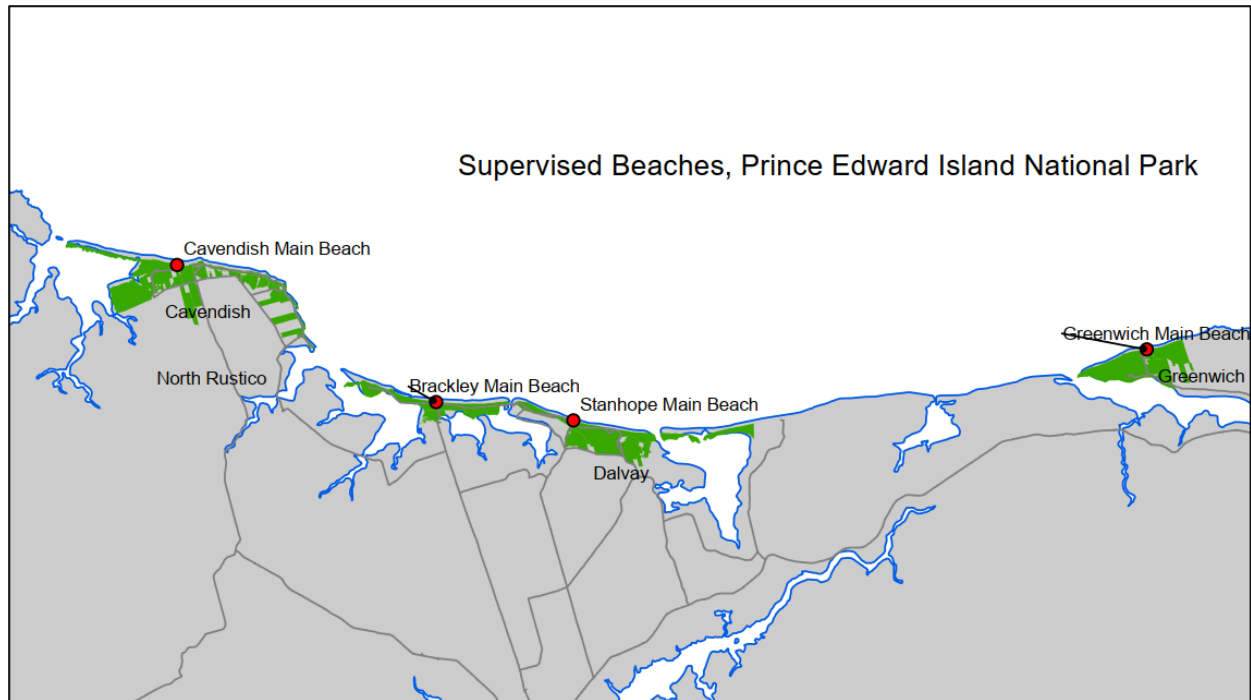 Supervised Beaches, Prince Edward Island National Park
Cavendish Main Beach
Cavendish
North Rustico
Brackley Main Beach
Stanhope Main Beach
Dalvay
Greenwich Main Beach
Greenwich